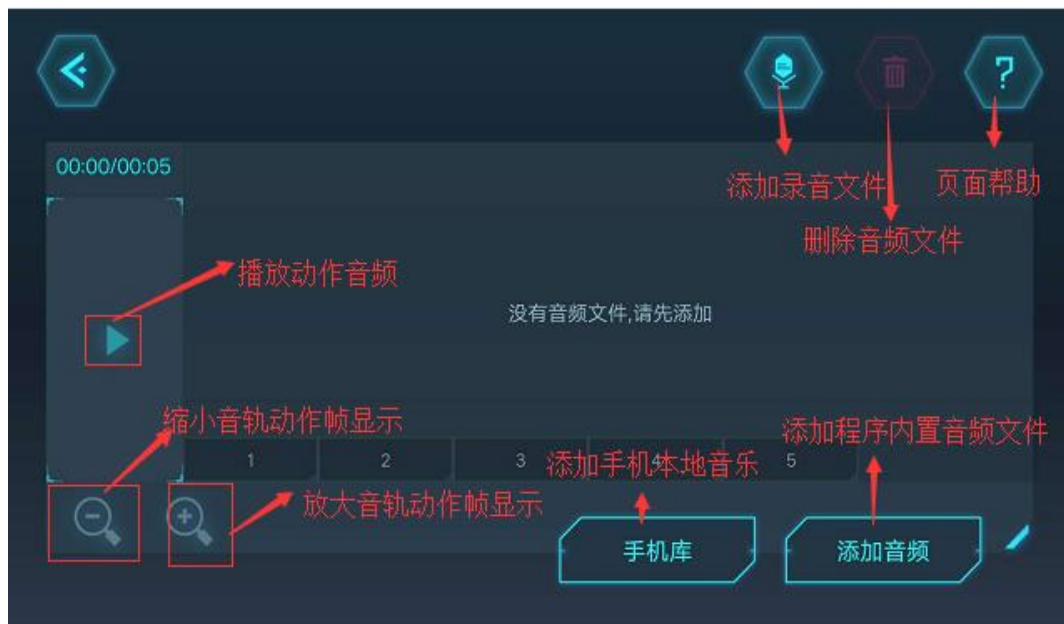 ?
00:00/00:05
添加录音文件
页面帮助
删除音频文件
播放动作音频
没有音频文件,请先添加
缩小音轨动作帧显示
添加程序内置音频文件
1 2 3 4 5
添加手机本地音乐
放大音轨动作帧显示
手机库
添加音频